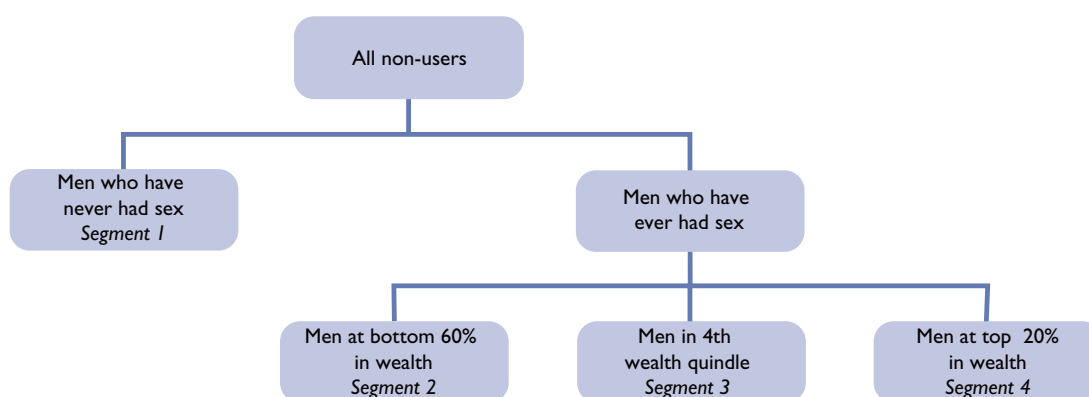 All non-users
Men who have
never had sex
Segment 1
Men who have
ever had sex
Men at bottom 60%
in wealth
Segment 2
Men in 4th
wealth quindle
Segment 3
Men at top 20%
in wealth
Segment 4